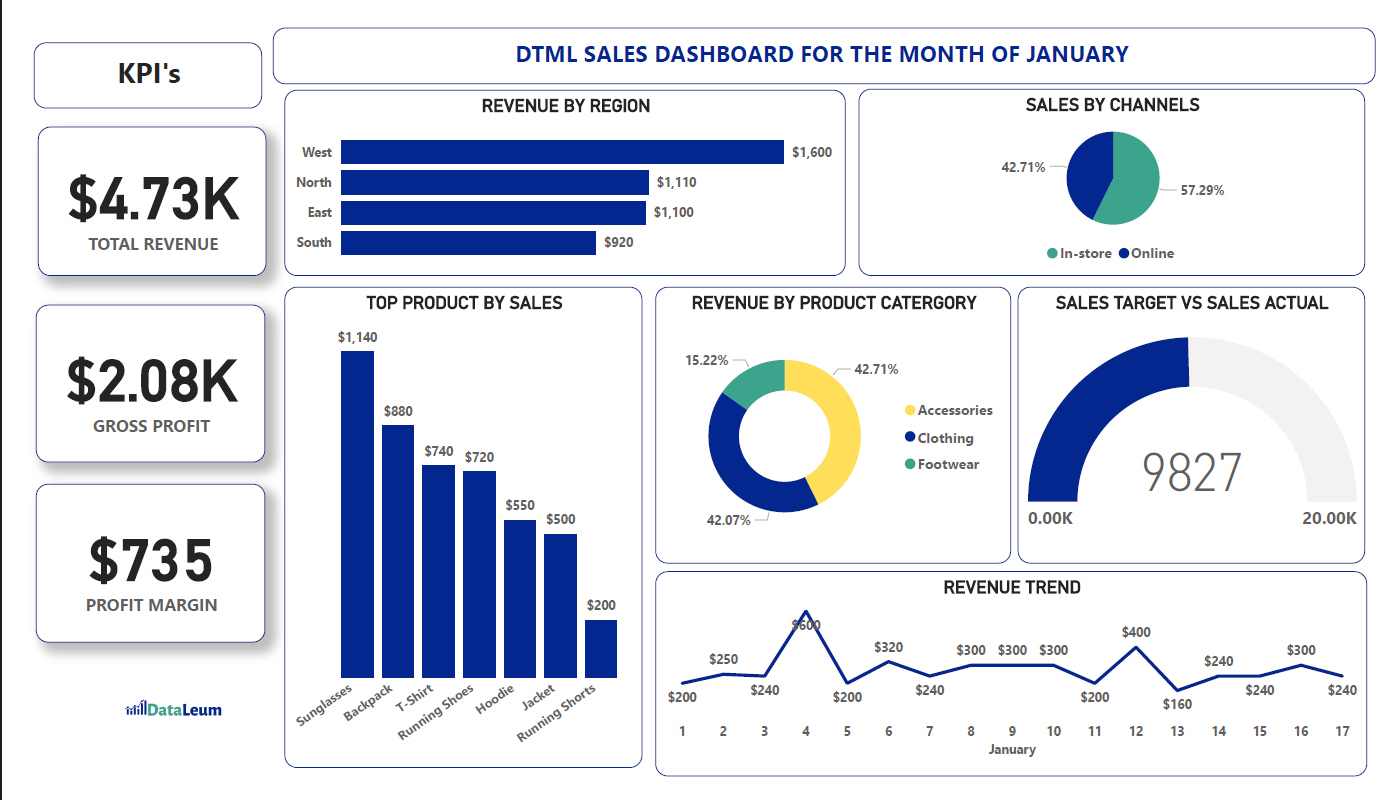 KPI's
DTML SALES DASHBOARD FOR THE MONTH OF JANUARY
$4.73K
TOTAL REVENUE
$2.08K
GROSS PROFIT
$735
PROFIT MARGIN
DataLeum
REVENUE BY REGION
West $1,600
North $1,110
East $1,100
South $920
SALES BY CHANNELS
42.71%
57.29%
In-store Online
TOP PRODUCT BY SALES
$1,140
$880
$740
$720
$550
$500
$200
Sunglasses
Backpack
T-Shirt
Running Shoes
Hoodie
Jacket
Running Shorts
REVENUE BY PRODUCT CATERGORY
15.22%
42.71%
42.07%
Accessories
Clothing
Footwear
SALES TARGET VS SALES ACTUAL
9827
0.00K 20.00K
REVENUE TREND
$200 $250 $240 $600 $200 $320 $240 $300 $300 $300 $200 $400 $160 $240 $240 $300 $240
1 2 3 4 5 6 7 8 9 10 11 12 13 14 15 16 17
January